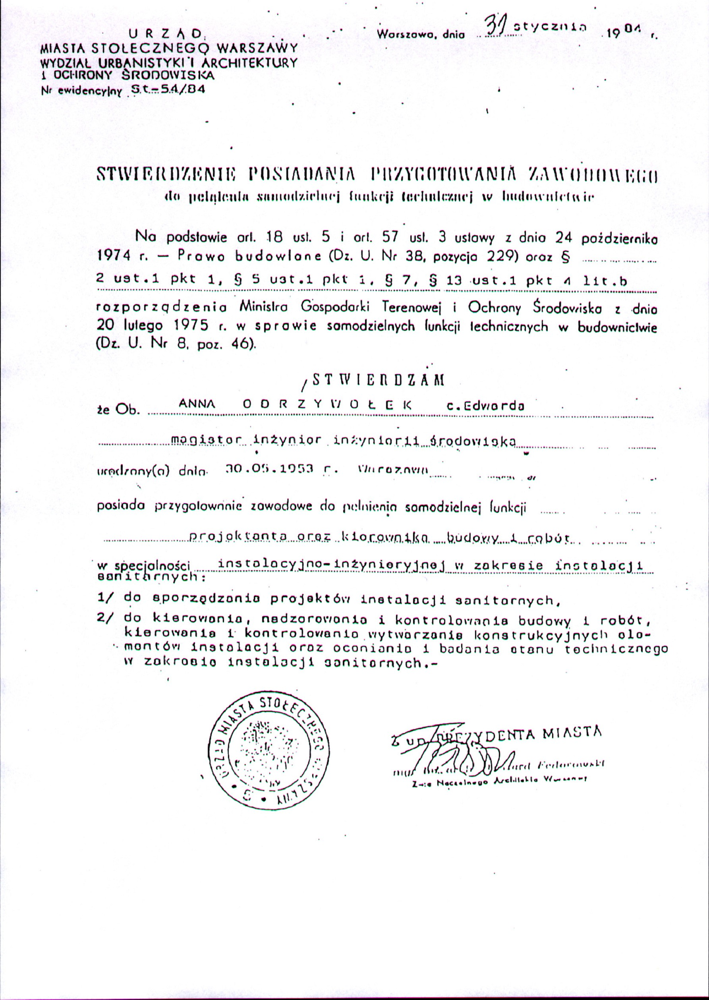 URZĄD
MIASTA STOŁECZNEGO WARSZAWY
WYDZIAŁ URBANISTYKI I ARCHITEKTURY
I OCHRONY ŚRODOWISKA
Nr ewidencyjny St-54/84
Warszawa, dnia 31 stycznia 1984 r.
STWIERDZENIE POSIADANIA PRZYGOTOWANIA ZAWODOWEGO
do pełnienia samodzielnej funkcji technicznej w budownictwie
Na podstawie art. 18 ust. 5 i art. 57 ust. 3 ustawy z dnia 24 października
1974 r. — Prawo budowlane (Dz. U. Nr 38, pozycja 229) oraz §
2 ust.1 pkt 1, § 5 ust.1 pkt 1, § 7, § 13 ust.1 pkt 4 lit.b
rozporządzenia Ministra Gospodarki Terenowej i Ochrony Środowiska z dnia
20 lutego 1975 r. w sprawie samodzielnych funkcji technicznych w budownictwie
(Dz. U. Nr 8, poz. 46).
STWIERDZAM
że Ob. ANNA ODRZYWOŁEK c.Edwarda
magister inżynier inżynierii środowiska
urodzony(a) dnia 30.05.1953 r. Warszawa
posiada przygotowanie zawodowe do pełnienia samodzielnej funkcji
projektanta oraz kierownika budowy i robót
w specjalności instalacyjno-inżynieryjnej w zakresie instalacji
sanitarnych:
1/ do sporządzania projektów instalacji sanitarnych,
2/ do kierowania, nadzorowania i kontrolowania budowy i robót,
kierowania i kontrolowania wytwarzania konstrukcyjnych ele-
mentów instalacji oraz oceniania i badania stanu technicznego
w zakresie instalacji sanitarnych.-
URZĄD MIASTA STOŁECZNEGO WARSZAWY
Z up. PREZYDENTA MIASTA
Z-ca Naczelnego Architekta Warszawy